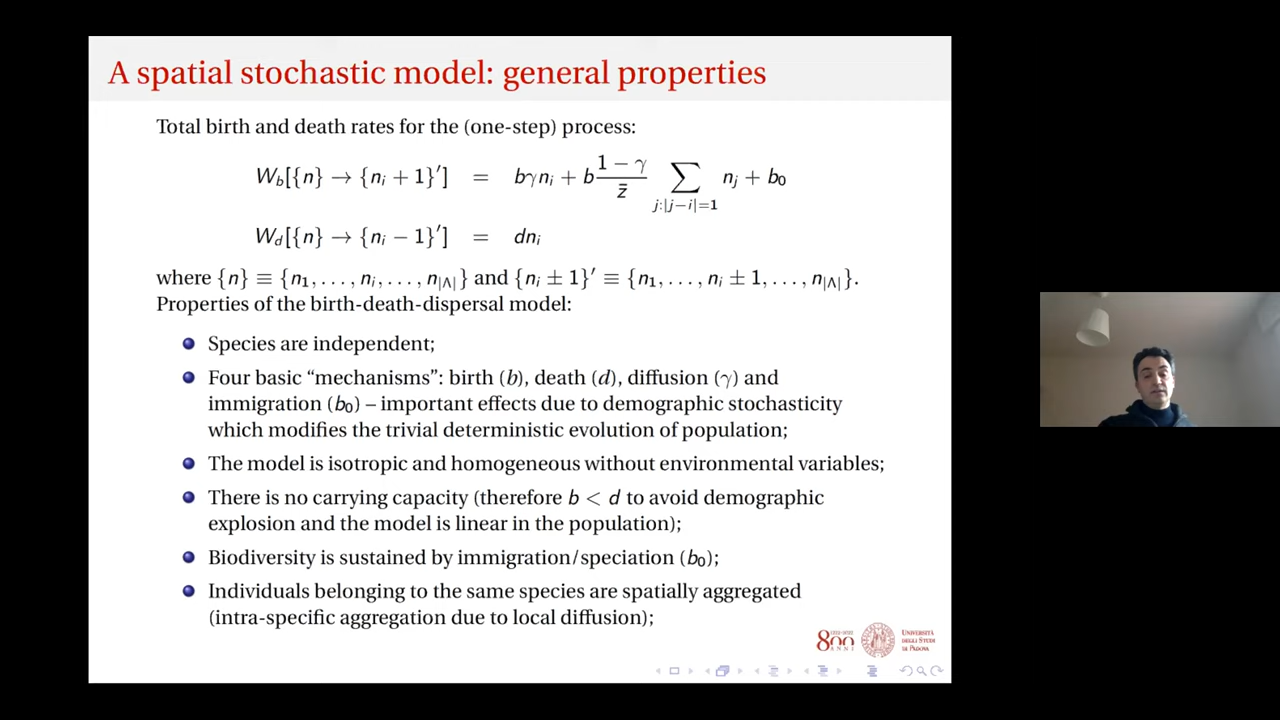 A spatial stochastic model: general properties
Total birth and death rates for the (one-step) process:
W_b[{n} → {n_i + 1}′] = bγn_i + b (1 − γ)/z̄ ∑_{j:|j−i|=1} n_j + b_0
W_d[{n} → {n_i − 1}′] = dn_i
where {n} ≡ {n_1, . . . , n_i, . . . , n_{|Λ|}} and {n_i ± 1}′ ≡ {n_1, . . . , n_i ± 1, . . . , n_{|Λ|}}.
Properties of the birth-death-dispersal model:
Species are independent;
Four basic “mechanisms”: birth (b), death (d), diffusion (γ) and
immigration (b_0) – important effects due to demographic stochasticity
which modifies the trivial deterministic evolution of population;
The model is isotropic and homogeneous without environmental variables;
There is no carrying capacity (therefore b < d to avoid demographic
explosion and the model is linear in the population);
Biodiversity is sustained by immigration/speciation (b_0);
Individuals belonging to the same species are spatially aggregated
(intra-specific aggregation due to local diffusion);
800
ANNI
UNIVERSITÀ
DEGLI STUDI
DI PADOVA